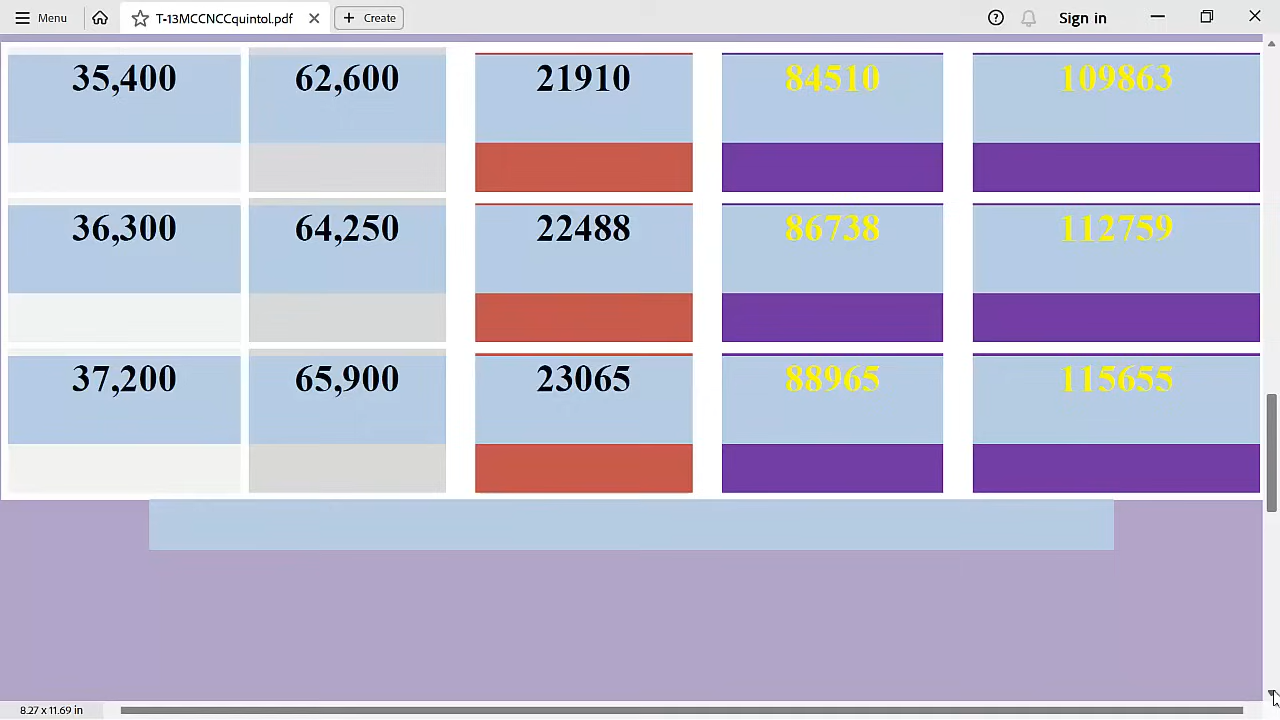 Menu T-13MCCNCCquintol.pdf Create Sign in
35,400 62,600 21910 84510 109863
36,300 64,250 22488 86738 112759
37,200 65,900 23065 88965 115655
8.27 x 11.69 in